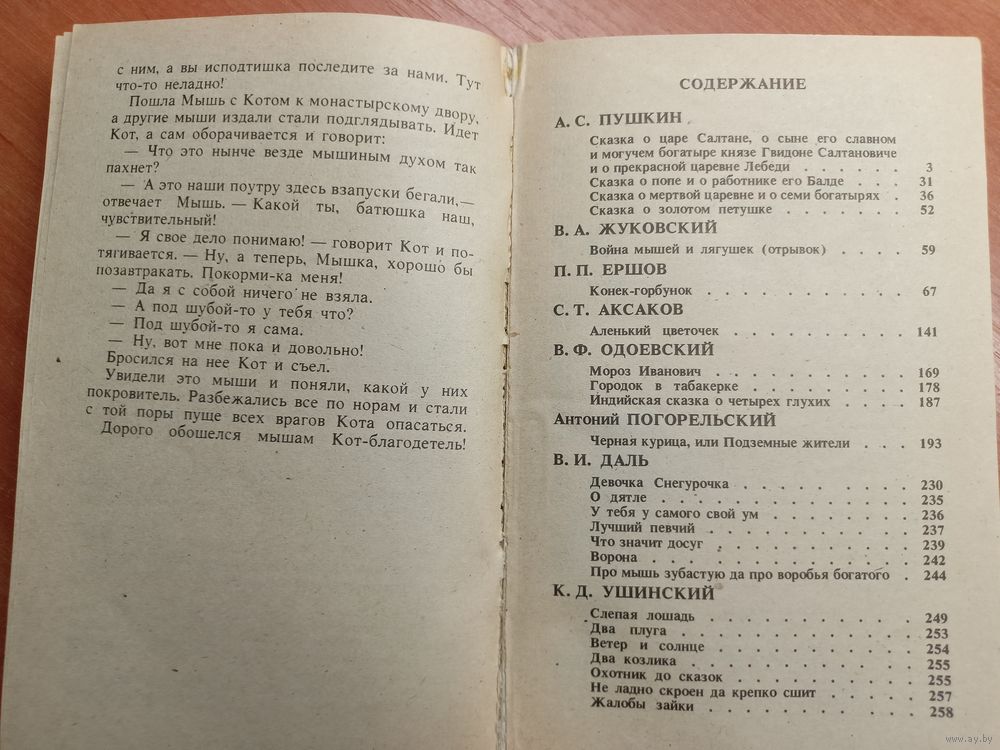 с ним, а вы исподтишка последите за нами. Тут
что-то неладно!
Пошла Мышь с Котом к монастырскому двору,
а другие мыши издали стали подглядывать. Идет
Кот, а сам оборачивается и говорит:
— Что это нынче везде мышиным духом так
пахнет?
— А это наши поутру здесь взапуски бегали,—
отвечает Мышь. — Какой ты, батюшка наш,
чувствительный!
— Я свое дело понимаю! — говорит Кот и по-
тягивается. — Ну, а теперь, Мышка, хорошо бы
позавтракать. Покорми-ка меня!
— Да я с собой ничего не взяла.
— А под шубой-то у тебя что?
— Под шубой-то я сама.
— Ну, вот мне пока и довольно!
Бросился на нее Кот и съел.
Увидели это мыши и поняли, какой у них
покровитель. Разбежались все по норам и стали
с той поры пуще всех врагов Кота опасаться.
Дорого обошелся мышам Кот-благодетель!
СОДЕРЖАНИЕ
А. С. ПУШКИН
Сказка о царе Салтане, о сыне его славном
и могучем богатыре князе Гвидоне Салтановиче
и о прекрасной царевне Лебеди . . . . 3
Сказка о попе и о работнике его Балде . . . 31
Сказка о мертвой царевне и о семи богатырях . 36
Сказка о золотом петушке . . . . . . 52
В. А. ЖУКОВСКИЙ
Война мышей и лягушек (отрывок) . . . . 59
П. П. ЕРШОВ
Конек-горбунок . . . . . . . . . 67
С. Т. АКСАКОВ
Аленький цветочек . . . . . . . . 141
В. Ф. ОДОЕВСКИЙ
Мороз Иванович . . . . . . . . . 169
Городок в табакерке . . . . . . . 178
Индийская сказка о четырех глухих . . . . 187
Антоний ПОГОРЕЛЬСКИЙ
Черная курица, или Подземные жители . . . 193
В. И. ДАЛЬ
Девочка Снегурочка . . . . . . . . 230
О дятле . . . . . . . . . . . 235
У тебя у самого свой ум . . . . . . . 236
Лучший певчий . . . . . . . . . 237
Что значит досуг . . . . . . . . . 239
Ворона . . . . . . . . . . . 242
Про мышь зубастую да про воробья богатого . 244
К. Д. УШИНСКИЙ
Слепая лошадь . . . . . . . . . 249
Два плуга . . . . . . . . . . 253
Ветер и солнце . . . . . . . . . 254
Два козлика . . . . . . . . . . 255
Охотник до сказок . . . . . . . . 255
Не ладно скроен да крепко сшит . . . . . 257
Жалобы зайки . . . . . . . . . 258
www.ay.by